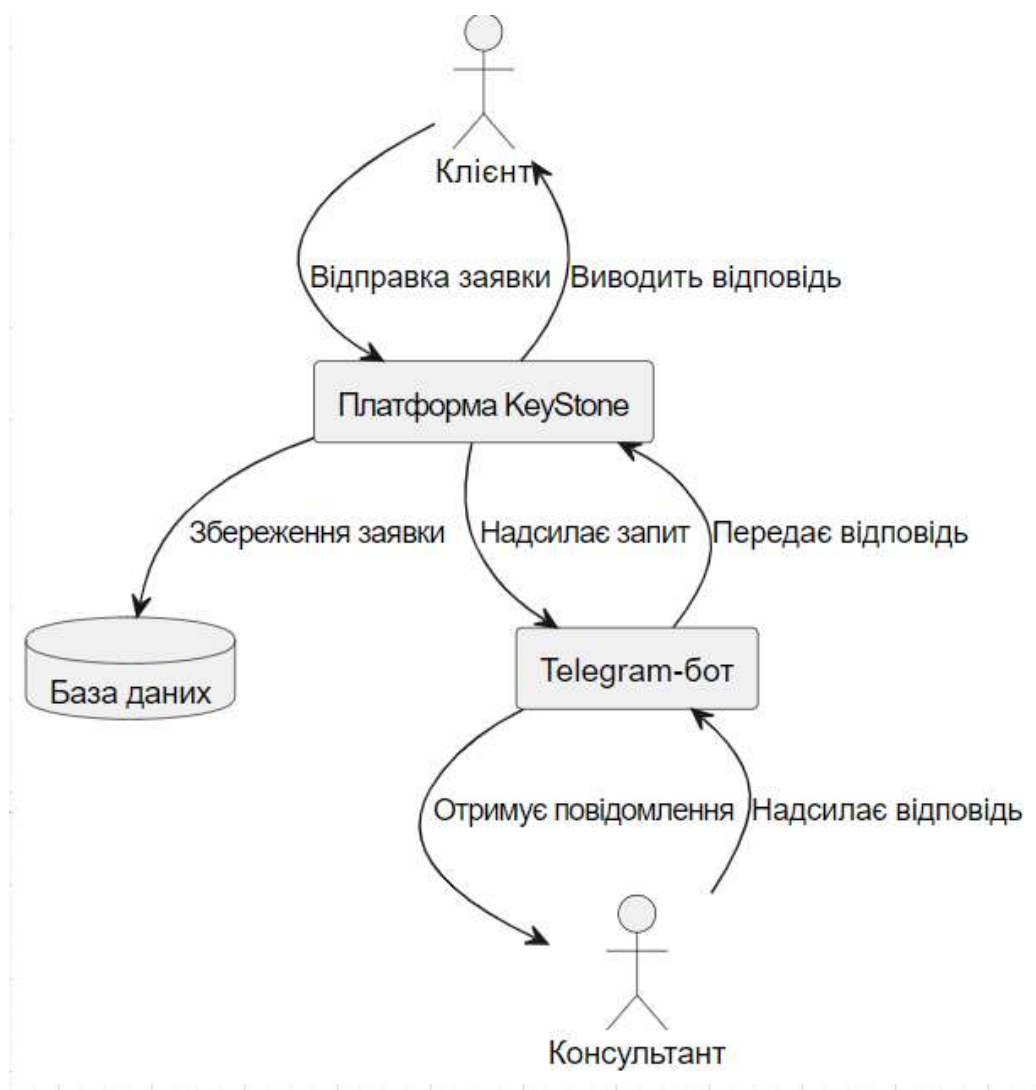 Клієнт
Відправка заявки
Виводить відповідь
Платформа KeyStone
Збереження заявки
Надсилає запит
Передає відповідь
Telegram-бот
База даних
Отримує повідомлення
Надсилає відповідь
Консультант